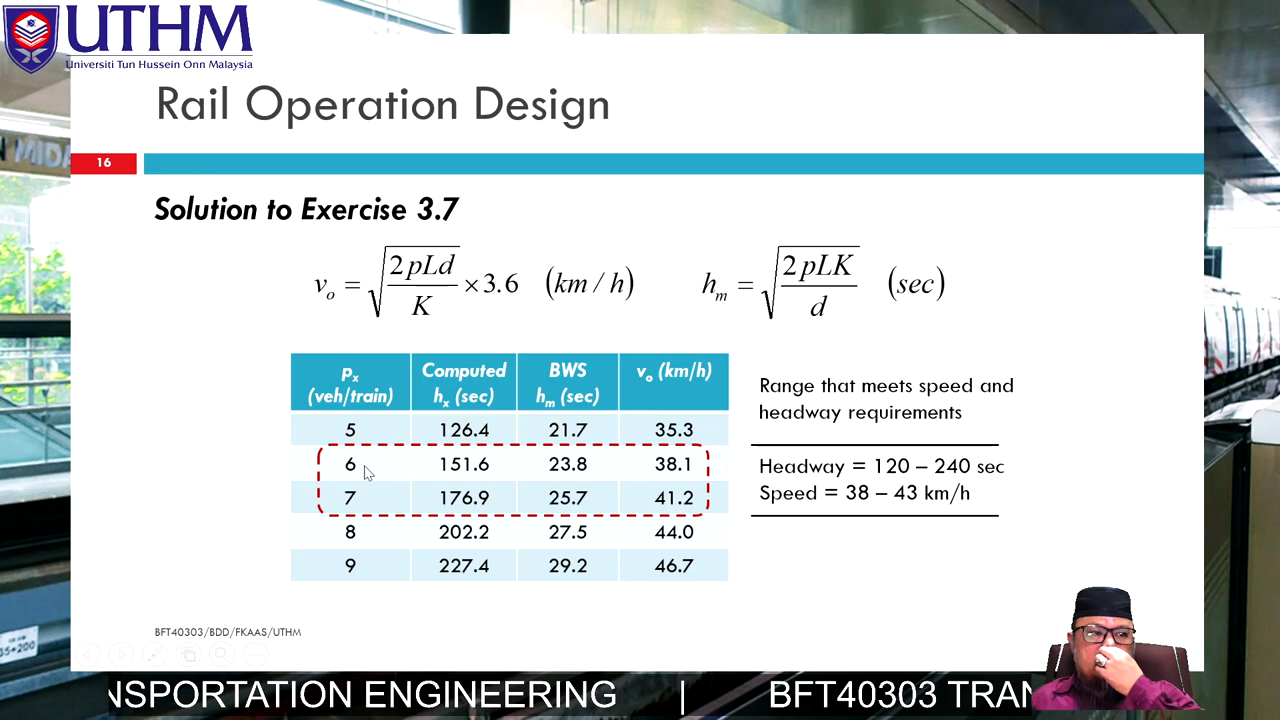 UTHM
Universiti Tun Hussein Onn Malaysia
Rail Operation Design
16
Solution to Exercise 3.7
v_o = √(2pLd / K) × 3.6 (km / h)
h_m = √(2pLK / d) (sec)
p_x (veh/train) Computed h_x (sec) BWS h_m (sec) v_o (km/h)
5 126.4 21.7 35.3
6 151.6 23.8 38.1
7 176.9 25.7 41.2
8 202.2 27.5 44.0
9 227.4 29.2 46.7
Range that meets speed and
headway requirements
Headway = 120 – 240 sec
Speed = 38 – 43 km/h
BFT40303/BDD/FKAAS/UTHM
NSPORTATION ENGINEERING | BFT40303 TRAN